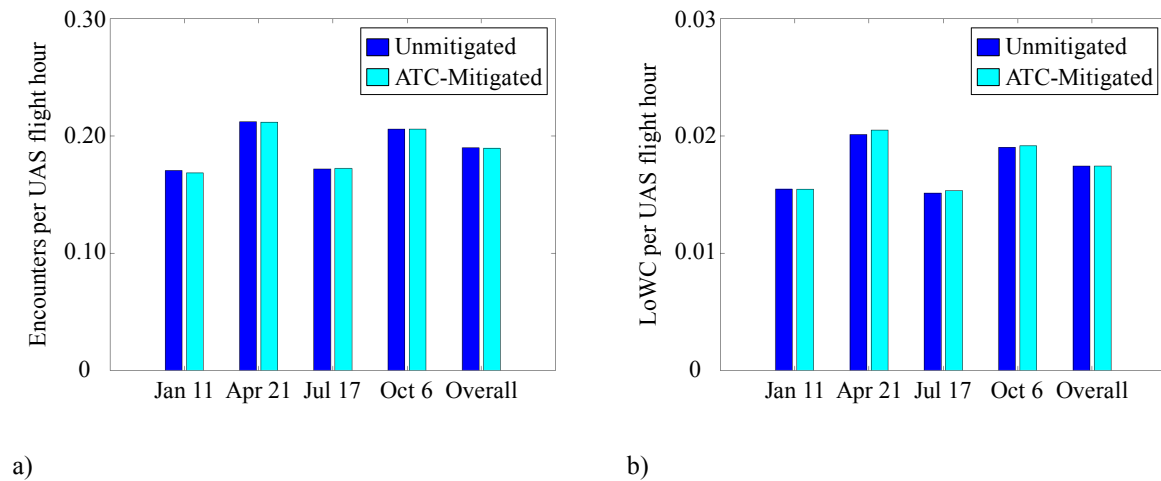 Encounters per UAS flight hour
0.30
0.20
0.10
0
Unmitigated
ATC-Mitigated
Jan 11 Apr 21 Jul 17 Oct 6 Overall
a)
LoWC per UAS flight hour
0.03
0.02
0.01
0
Unmitigated
ATC-Mitigated
Jan 11 Apr 21 Jul 17 Oct 6 Overall
b)